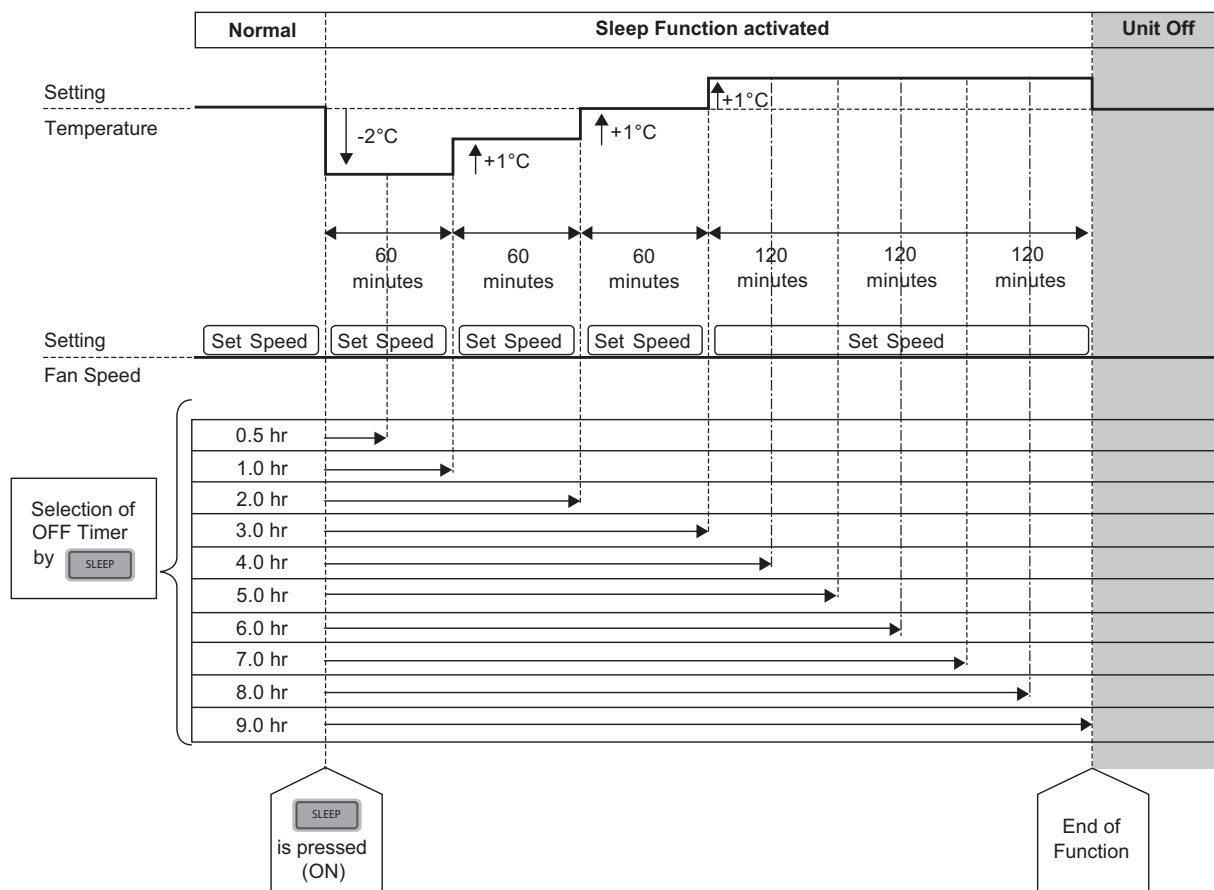 Normal
Sleep Function activated
Unit Off
Setting
Temperature
-2°C
+1°C
+1°C
+1°C
60
minutes
60
minutes
60
minutes
120
minutes
120
minutes
120
minutes
Setting
Fan Speed
Set Speed
Set Speed
Set Speed
Set Speed
Set Speed
Selection of
OFF Timer
by SLEEP
0.5 hr
1.0 hr
2.0 hr
3.0 hr
4.0 hr
5.0 hr
6.0 hr
7.0 hr
8.0 hr
9.0 hr
SLEEP
is pressed
(ON)
End of
Function